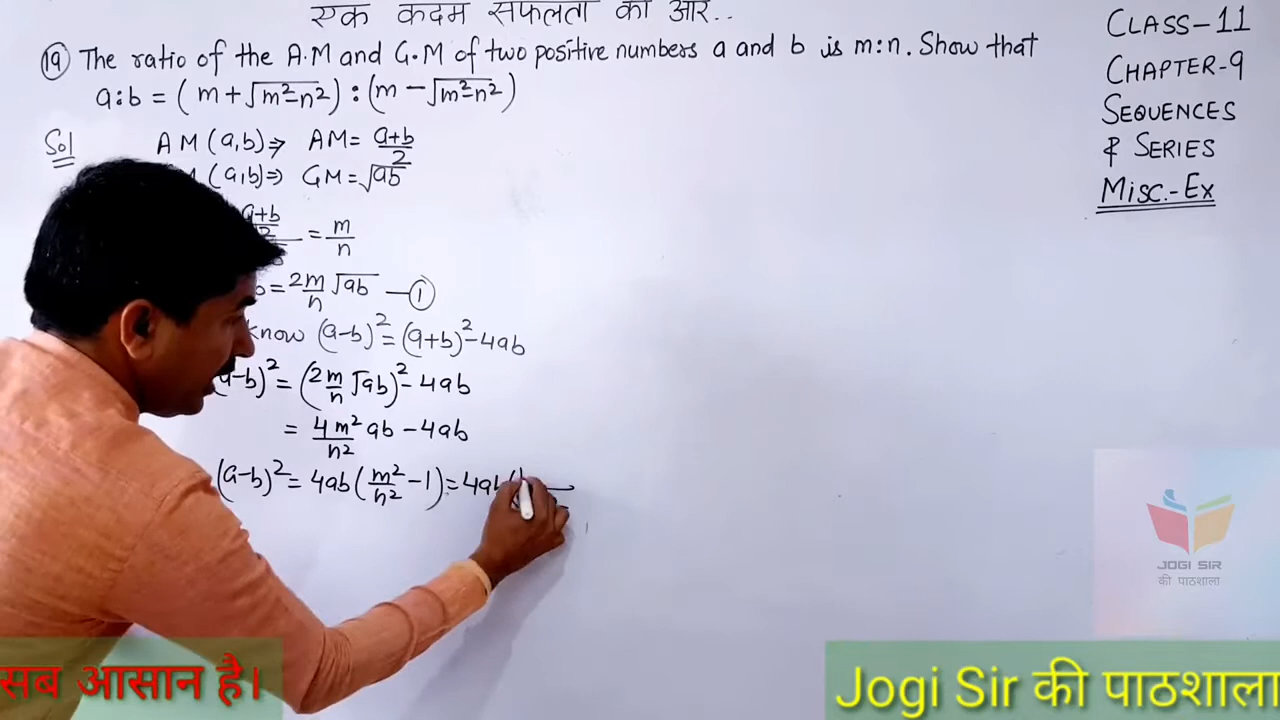 एक कदम सफलता की ओर..
(19) The ratio of the A.M and G.M of two positive numbers a and b is m:n. Show that
a:b = (m+√m²-n²) : (m-√m²-n²)
Sol AM (a,b) ⇒ AM = a+b/2
(a,b) ⇒ GM = √ab
a+b/2 = m/n
= 2m/n √ab —①
know (a-b)² = (a+b)² - 4ab
-b)² = (2m/n √ab)² - 4ab
= 4m²/n² ab - 4ab
(a-b)² = 4ab (m²/n² - 1) = 4ab (
CLASS-11
CHAPTER-9
SEQUENCES
& SERIES
MISC.-EX
JOGI SIR
की पाठशाला
सब आसान है।
Jogi Sir की पाठशाला